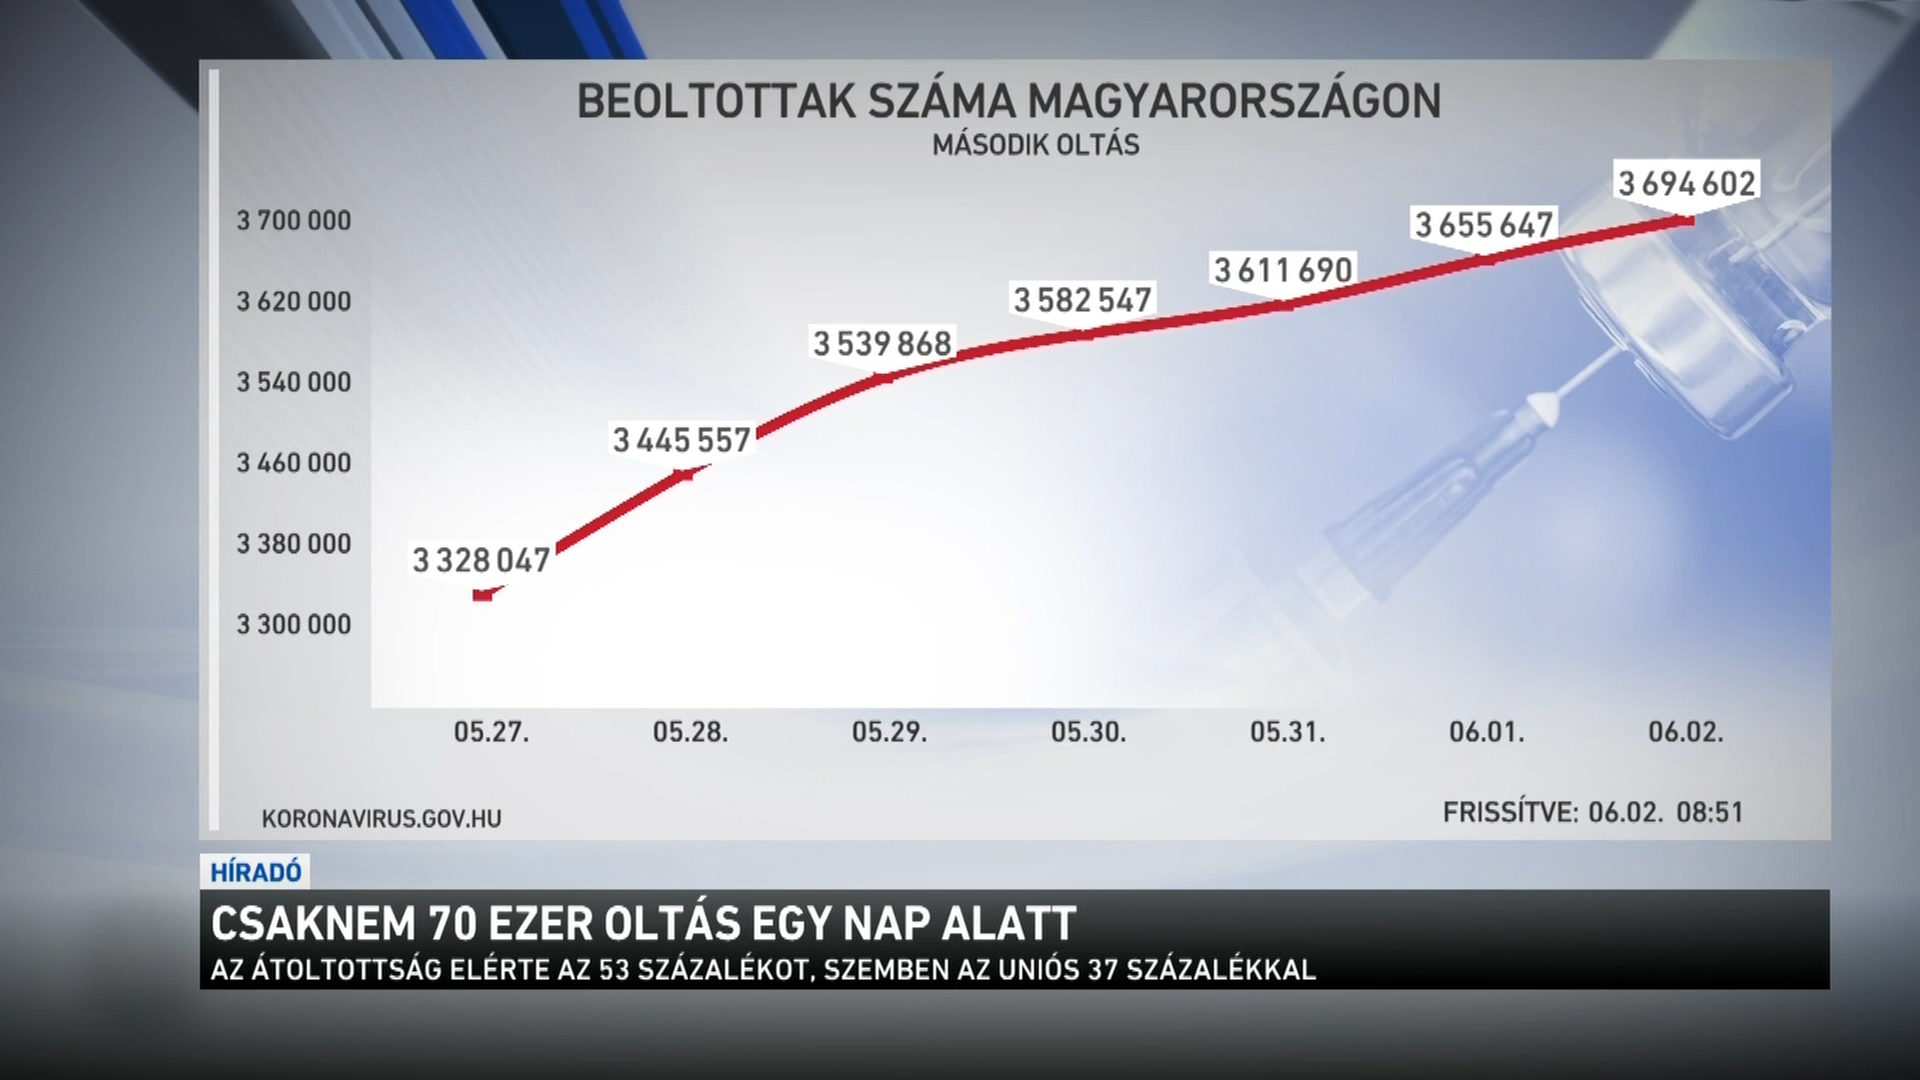 BEOLTOTTAK SZÁMA MAGYARORSZÁGON
MÁSODIK OLTÁS
3 700 000
3 620 000
3 540 000
3 460 000
3 380 000
3 300 000
3 328 047
3 445 557
3 539 868
3 582 547
3 611 690
3 655 647
3 694 602
05.27.
05.28.
05.29.
05.30.
05.31.
06.01.
06.02.
KORONAVIRUS.GOV.HU
FRISSÍTVE: 06.02. 08:51
HÍRADÓ
CSAKNEM 70 EZER OLTÁS EGY NAP ALATT
AZ ÁTOLTOTTSÁG ELÉRTE AZ 53 SZÁZALÉKOT, SZEMBEN AZ UNIÓS 37 SZÁZALÉKKAL